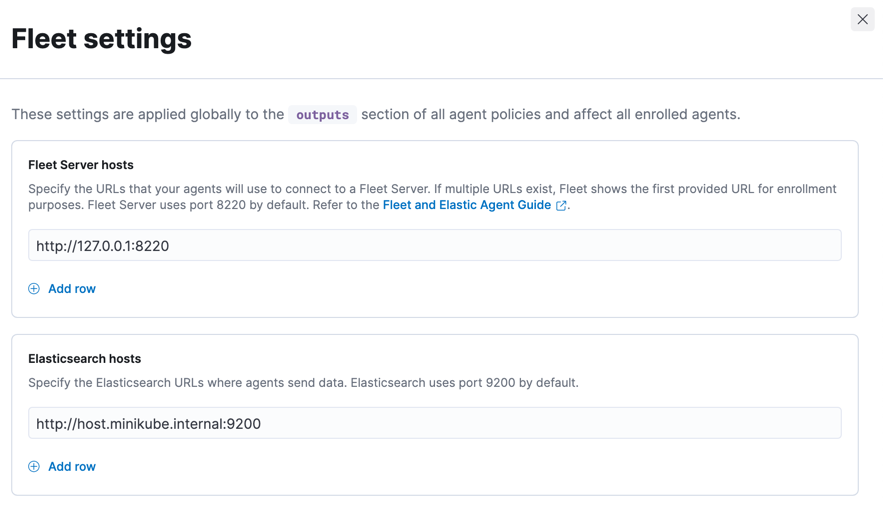 Fleet settings
These settings are applied globally to the outputs section of all agent policies and affect all enrolled agents.
Fleet Server hosts
Specify the URLs that your agents will use to connect to a Fleet Server. If multiple URLs exist, Fleet shows the first provided URL for enrollment
purposes. Fleet Server uses port 8220 by default. Refer to the Fleet and Elastic Agent Guide.
http://127.0.0.1:8220
Add row
Elasticsearch hosts
Specify the Elasticsearch URLs where agents send data. Elasticsearch uses port 9200 by default.
http://host.minikube.internal:9200
Add row